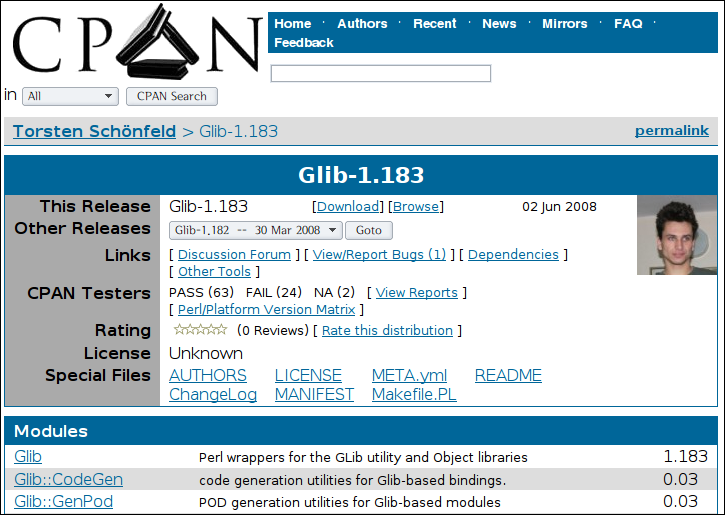 CPAN
Home · Authors · Recent · News · Mirrors · FAQ ·
Feedback
in All CPAN Search
Torsten Schönfeld > Glib-1.183 permalink
Glib-1.183
This Release Glib-1.183 [Download] [Browse] 02 Jun 2008
Other Releases Glib-1.182 -- 30 Mar 2008 Goto
Links [ Discussion Forum ] [ View/Report Bugs (1) ] [ Dependencies ]
[ Other Tools ]
CPAN Testers PASS (63) FAIL (24) NA (2) [ View Reports ]
[ Perl/Platform Version Matrix ]
Rating (0 Reviews) [ Rate this distribution ]
License Unknown
Special Files AUTHORS LICENSE META.yml README
ChangeLog MANIFEST Makefile.PL
Modules
Glib Perl wrappers for the GLib utility and Object libraries 1.183
Glib::CodeGen code generation utilities for Glib-based bindings. 0.03
Glib::GenPod POD generation utilities for Glib-based modules 0.03